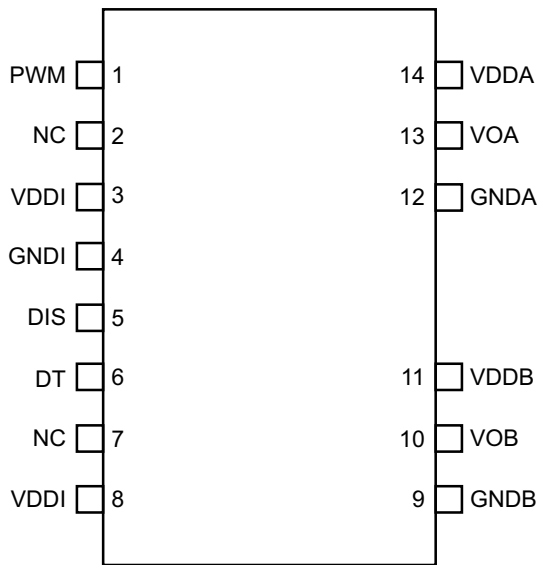 PWM 1 14 VDDA
NC 2 13 VOA
VDDI 3 12 GNDA
GNDI 4
DIS 5
DT 6 11 VDDB
NC 7 10 VOB
VDDI 8 9 GNDB